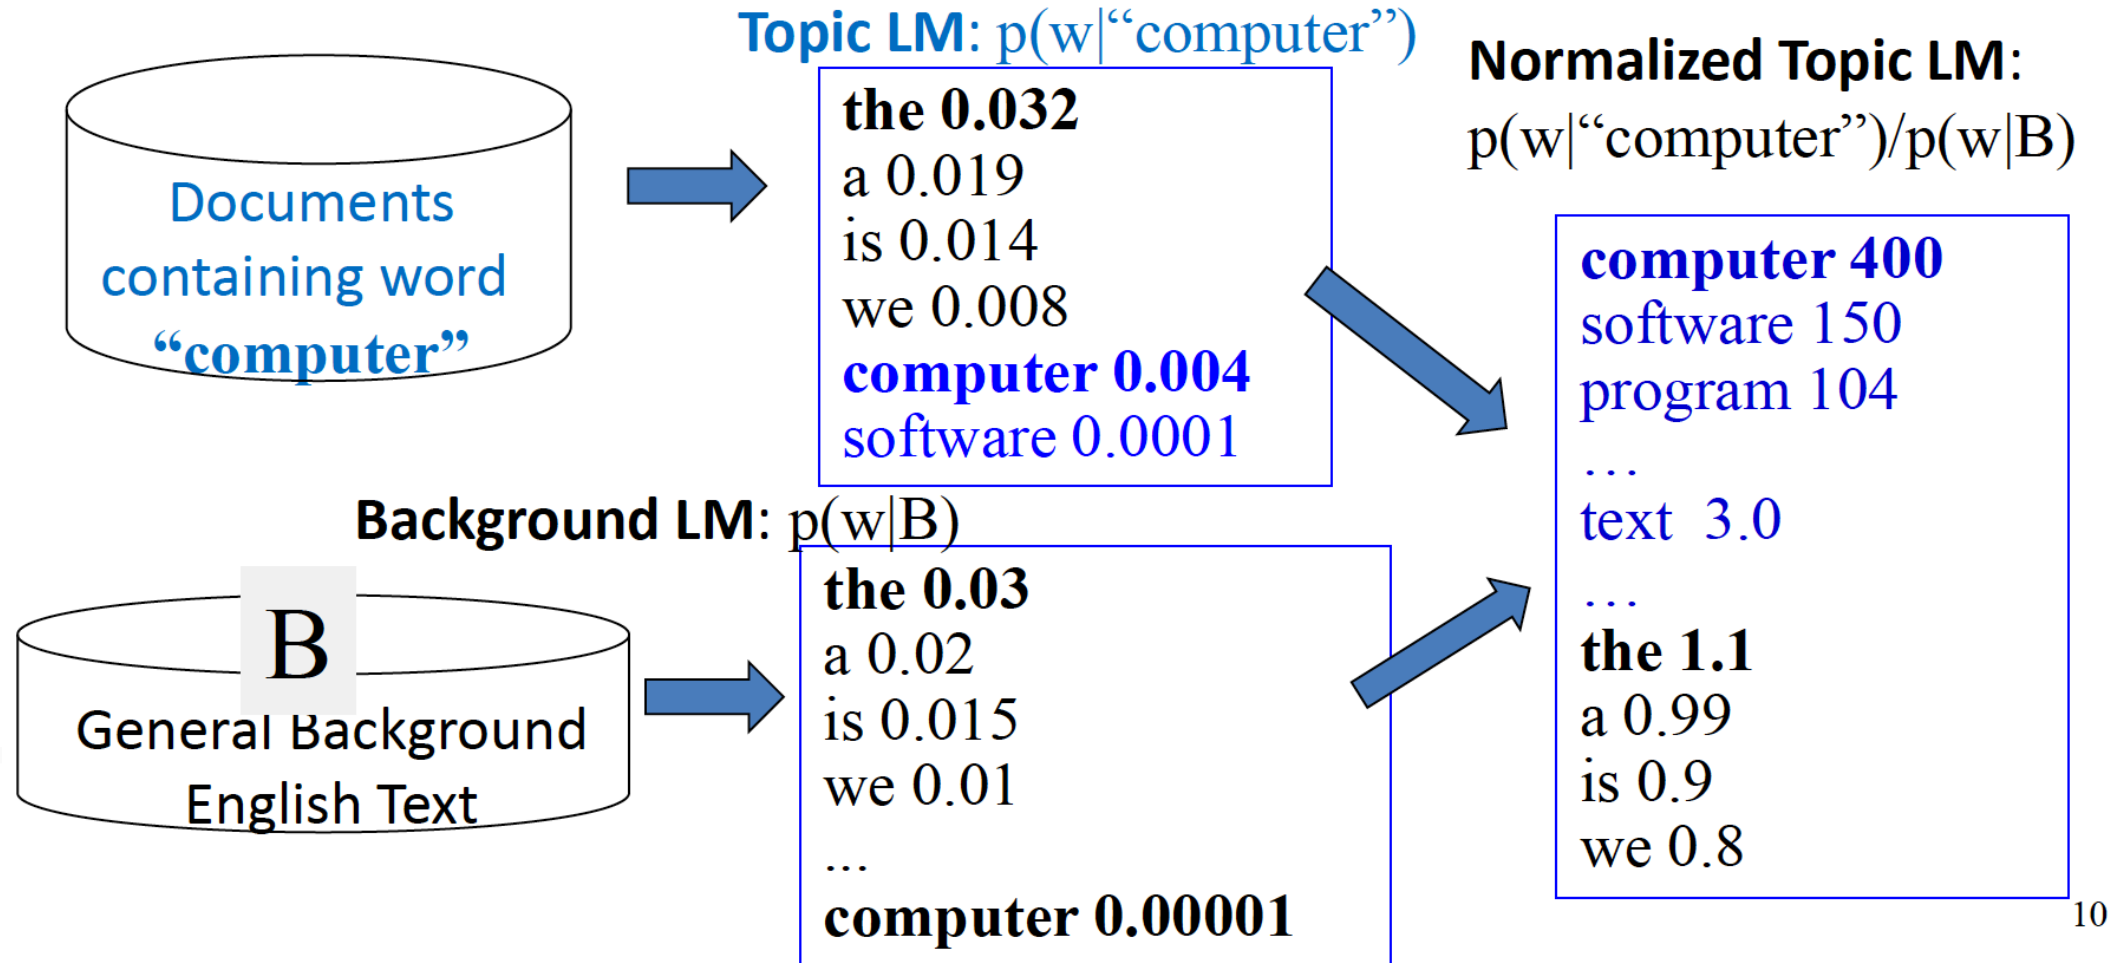 Topic LM: p(w|“computer”)
Documents
containing word
“computer”
the 0.032
a 0.019
is 0.014
we 0.008
computer 0.004
software 0.0001
Normalized Topic LM:
p(w|“computer”)/p(w|B)
computer 400
software 150
program 104
…
text 3.0
…
the 1.1
a 0.99
is 0.9
we 0.8
Background LM: p(w|B)
B
General Background
English Text
the 0.03
a 0.02
is 0.015
we 0.01
...
computer 0.00001
10